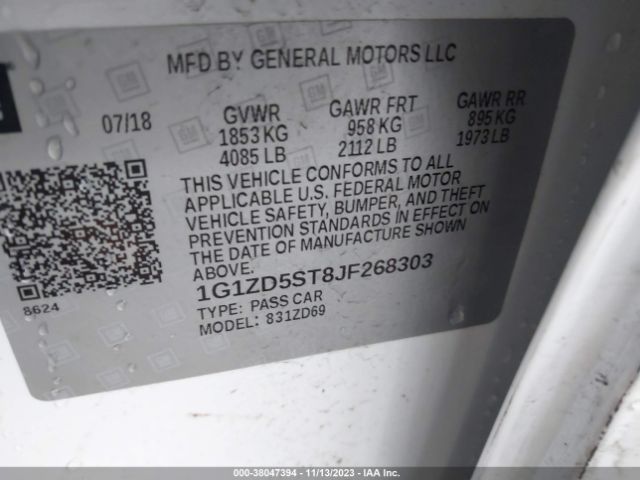 MFD BY GENERAL MOTORS LLC
07/18
GVWR
1853 KG
4085 LB
GAWR FRT
958 KG
2112 LB
GAWR RR
895 KG
1973 LB
THIS VEHICLE CONFORMS TO ALL
APPLICABLE U.S. FEDERAL MOTOR
VEHICLE SAFETY, BUMPER, AND THEFT
PREVENTION STANDARDS IN EFFECT ON
THE DATE OF MANUFACTURE SHOWN
ABOVE.
8624
1G1ZD5ST8JF268303
TYPE: PASS CAR
MODEL: 831ZD69
000-38047394 - 11/13/2023 - IAA Inc.